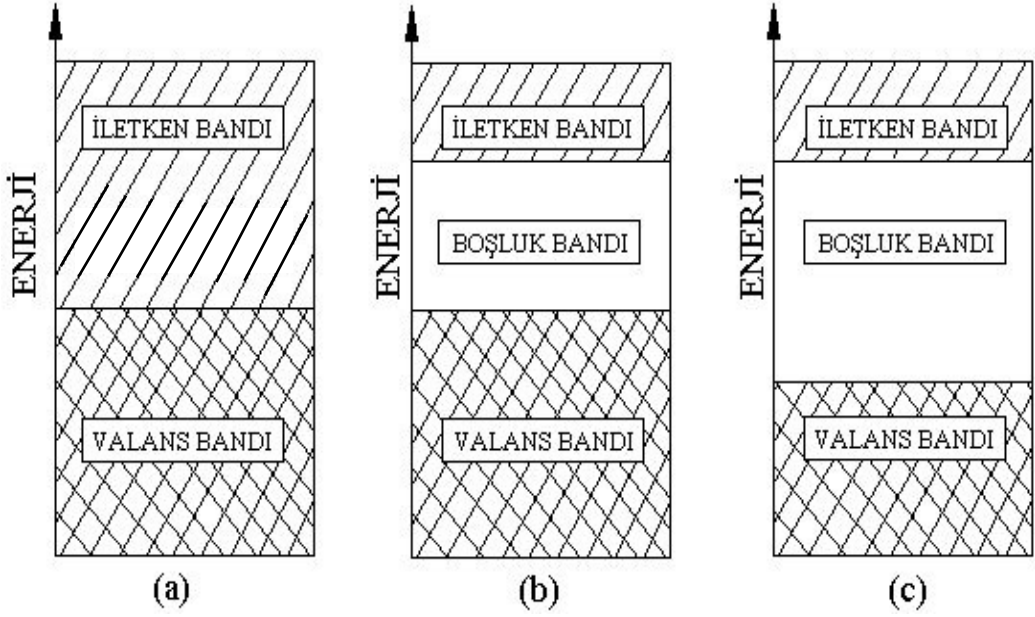 ENERJİ
İLETKEN BANDI
VALANS BANDI
(a)
ENERJİ
İLETKEN BANDI
BOŞLUK BANDI
VALANS BANDI
(b)
ENERJİ
İLETKEN BANDI
BOŞLUK BANDI
VALANS BANDI
(c)